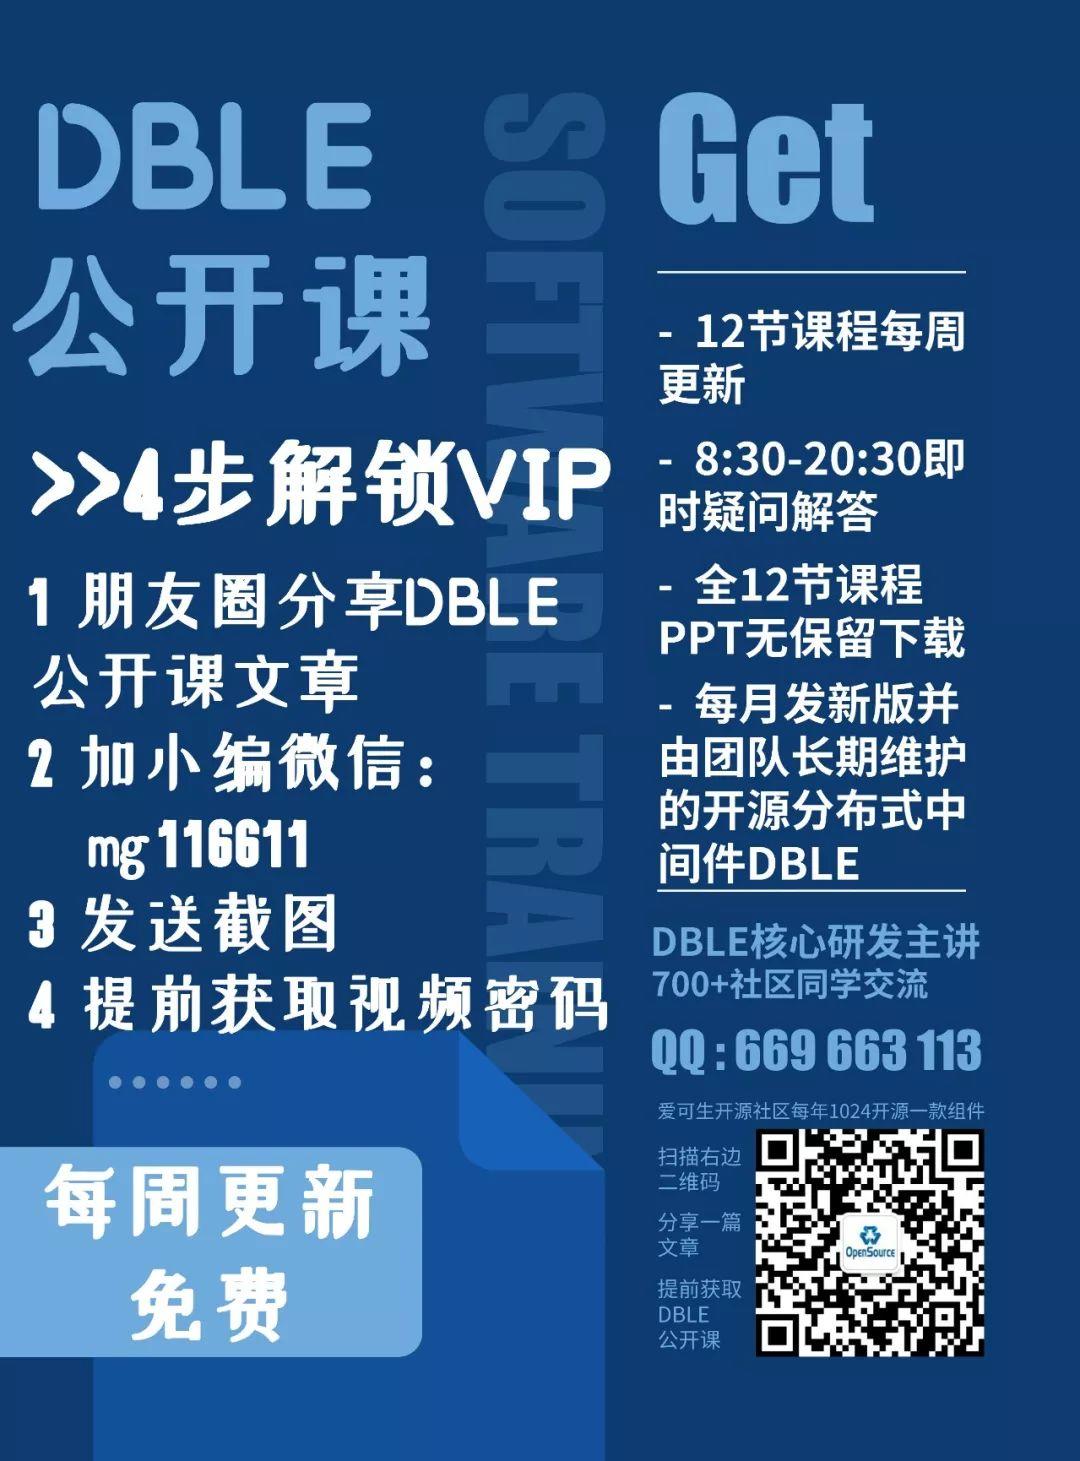 DBLE
公开课
>>4步解锁VIP
1 朋友圈分享DBLE
公开课文章
2 加小编微信：
mg116611
3 发送截图
4 提前获取视频密码
每周更新
免费
SOFTWARE TRAINI
Get
- 12节课程每周
更新
- 8:30-20:30即
时疑问解答
- 全12节课程
PPT无保留下载
- 每月发新版并
由团队长期维护
的开源分布式中
间件DBLE
DBLE核心研发主讲
700+社区同学交流
QQ : 669 663 113
爱可生开源社区每年1024开源一款组件
扫描右边
二维码
分享一篇
文章
提前获取
DBLE
公开课
OpenSource